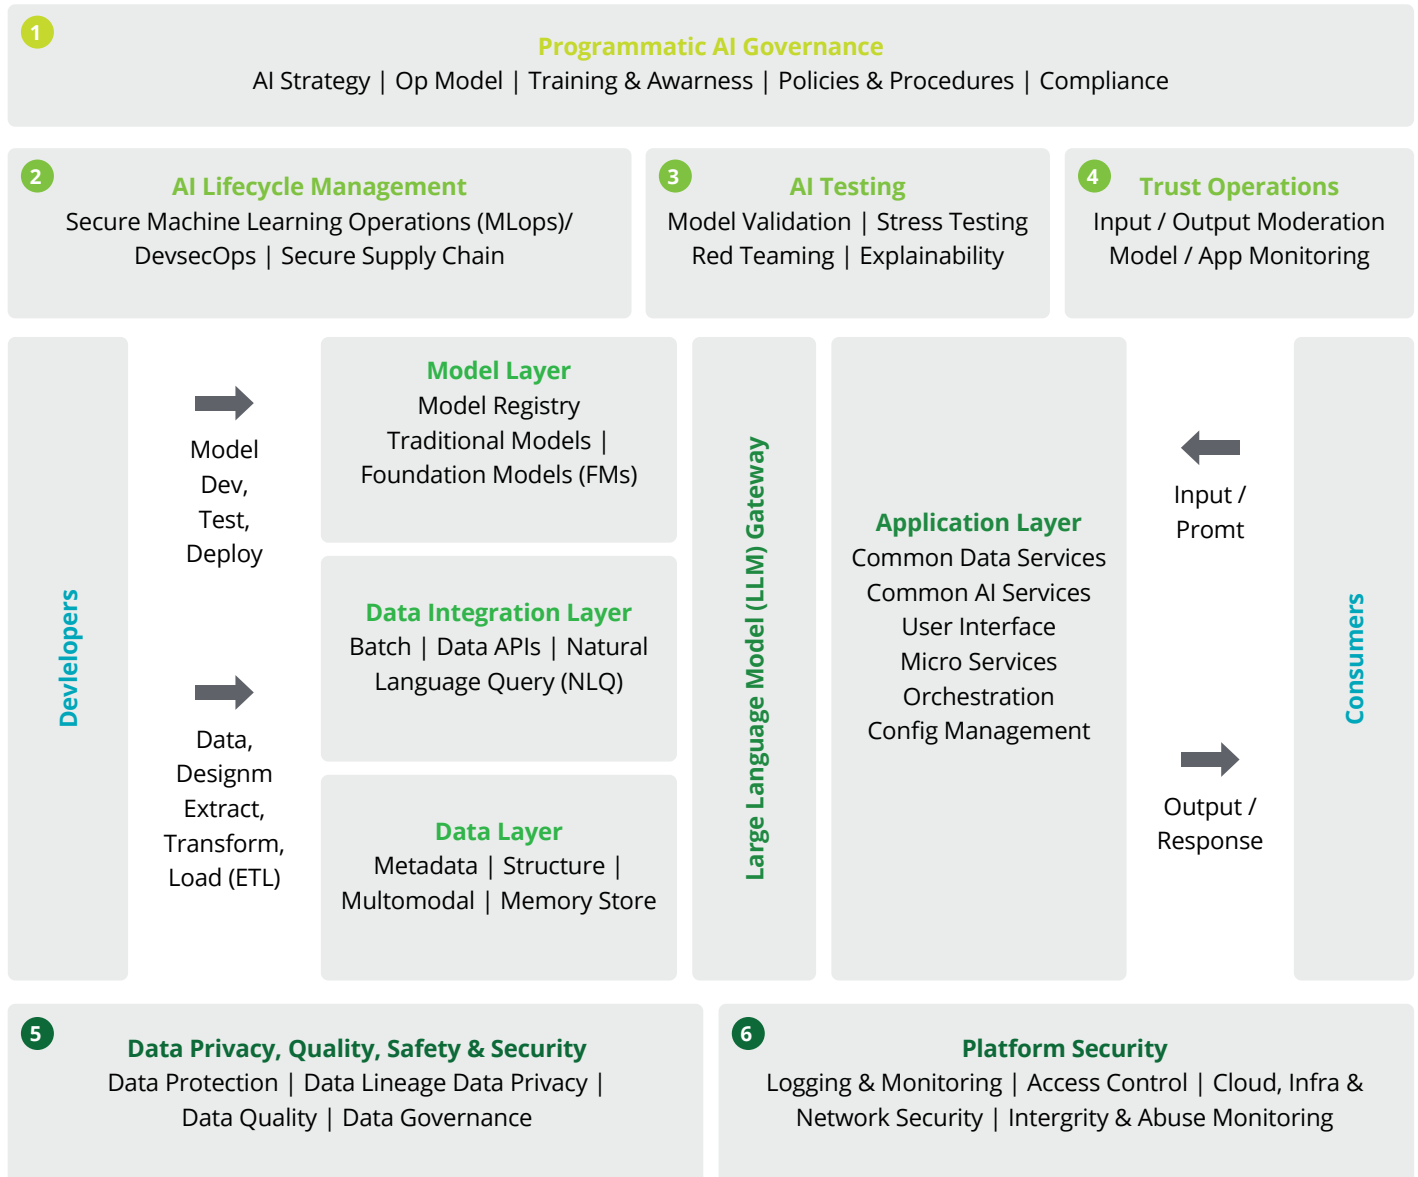 1
Programmatic AI Governance
AI Strategy | Op Model | Training & Awarness | Policies & Procedures | Compliance
2
AI Lifecycle Management
Secure Machine Learning Operations (MLops)/
DevsecOps | Secure Supply Chain
3
AI Testing
Model Validation | Stress Testing
Red Teaming | Explainability
4
Trust Operations
Input / Output Moderation
Model / App Monitoring
Devlelopers
Model
Dev,
Test,
Deploy
Data,
Designm
Extract,
Transform,
Load (ETL)
Model Layer
Model Registry
Traditional Models |
Foundation Models (FMs)
Data Integration Layer
Batch | Data APIs | Natural
Language Query (NLQ)
Data Layer
Metadata | Structure |
Multomodal | Memory Store
Large Language Model (LLM) Gateway
Application Layer
Common Data Services
Common AI Services
User Interface
Micro Services
Orchestration
Config Management
Input /
Promt
Output /
Response
Consumers
5
Data Privacy, Quality, Safety & Security
Data Protection | Data Lineage Data Privacy |
Data Quality | Data Governance
6
Platform Security
Logging & Monitoring | Access Control | Cloud, Infra &
Network Security | Intergrity & Abuse Monitoring